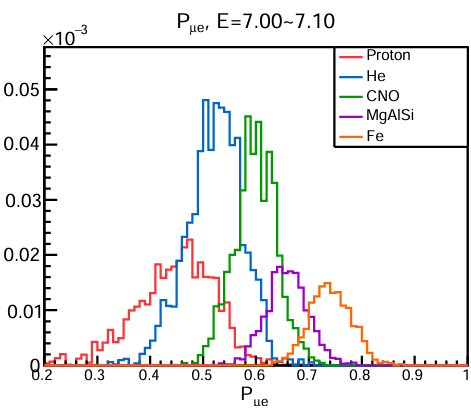 P_μe, E=7.00~7.10
×10^−3
Proton
He
CNO
MgAlSi
Fe
0.05
0.04
0.03
0.02
0.01
0
0.2 0.3 0.4 0.5 0.6 0.7 0.8 0.9 1
P_μe